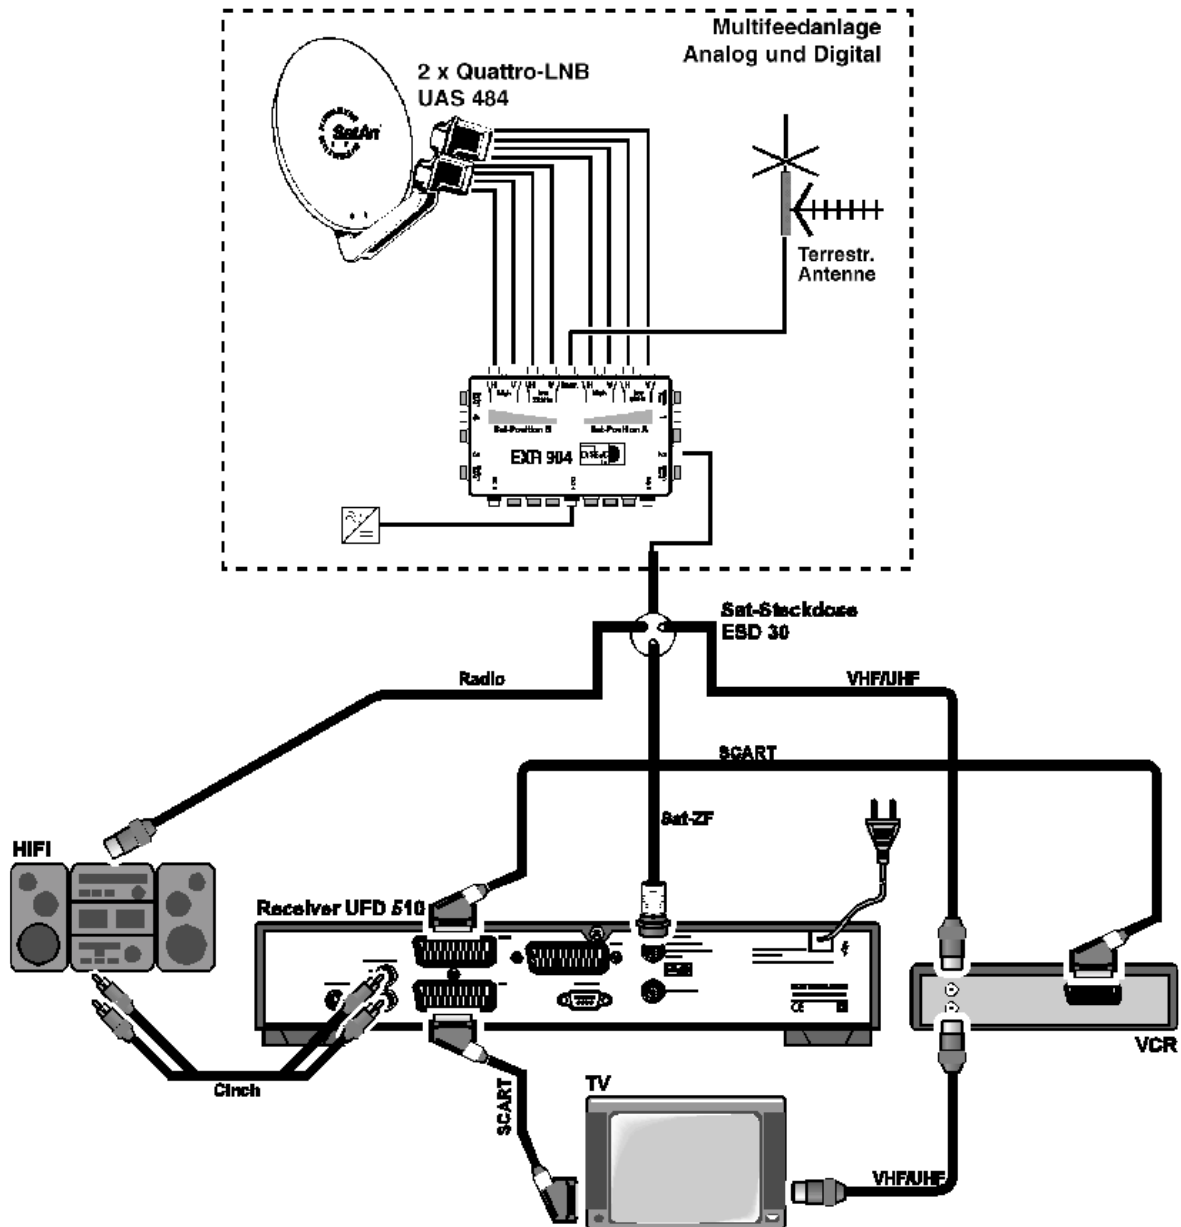 Multifeedanlage
Analog und Digital
2 x Quattro-LNB
UAS 484
Terrestr.
Antenne
Sat-Position B
Sat-Position A
EXR 904
Sat-Steckdose
ESD 30
Radio
VHF/UHF
SCART
Sat-ZF
HIFI
Receiver UFD 510
CE
VCR
Cinch
SCART
TV
VHF/UHF